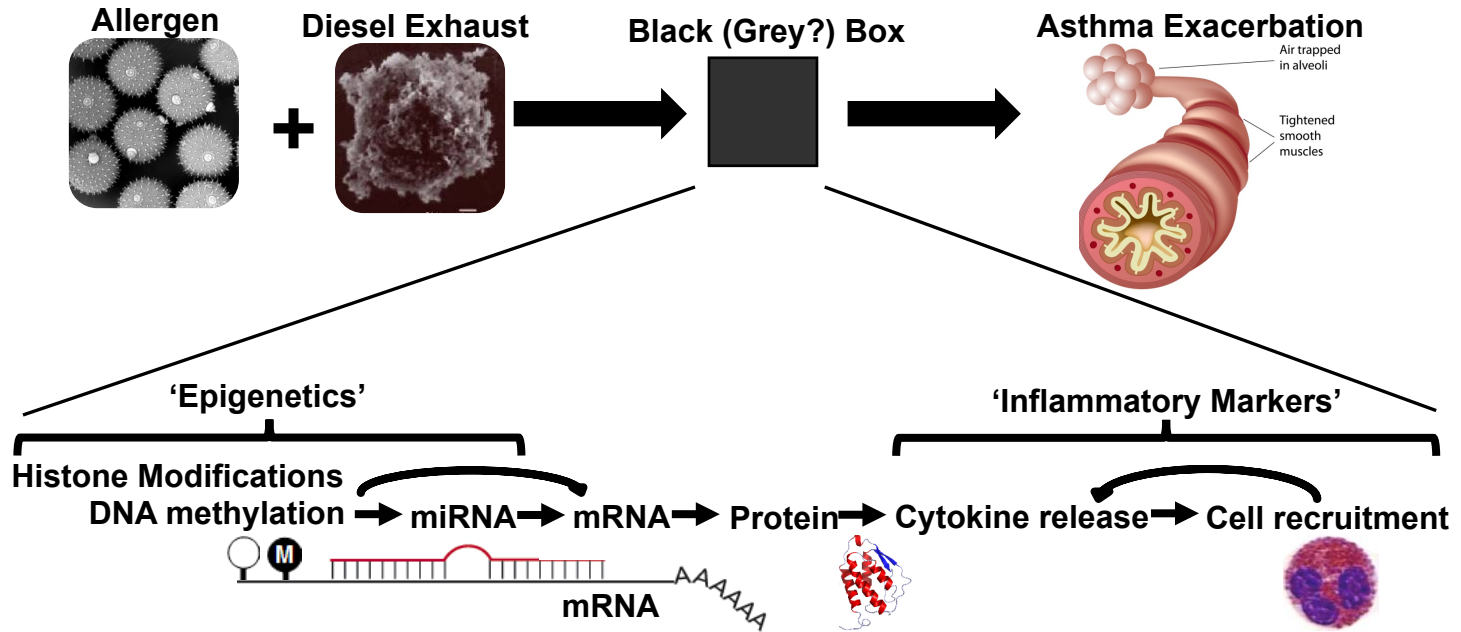 Allergen
Diesel Exhaust
Black (Grey?) Box
Asthma Exacerbation
Air trapped
in alveoli
Tightened
smooth
muscles
‘Epigenetics’
‘Inflammatory Markers’
Histone Modifications
DNA methylation
miRNA
mRNA
Protein
Cytokine release
Cell recruitment
M
AAAAAA
mRNA